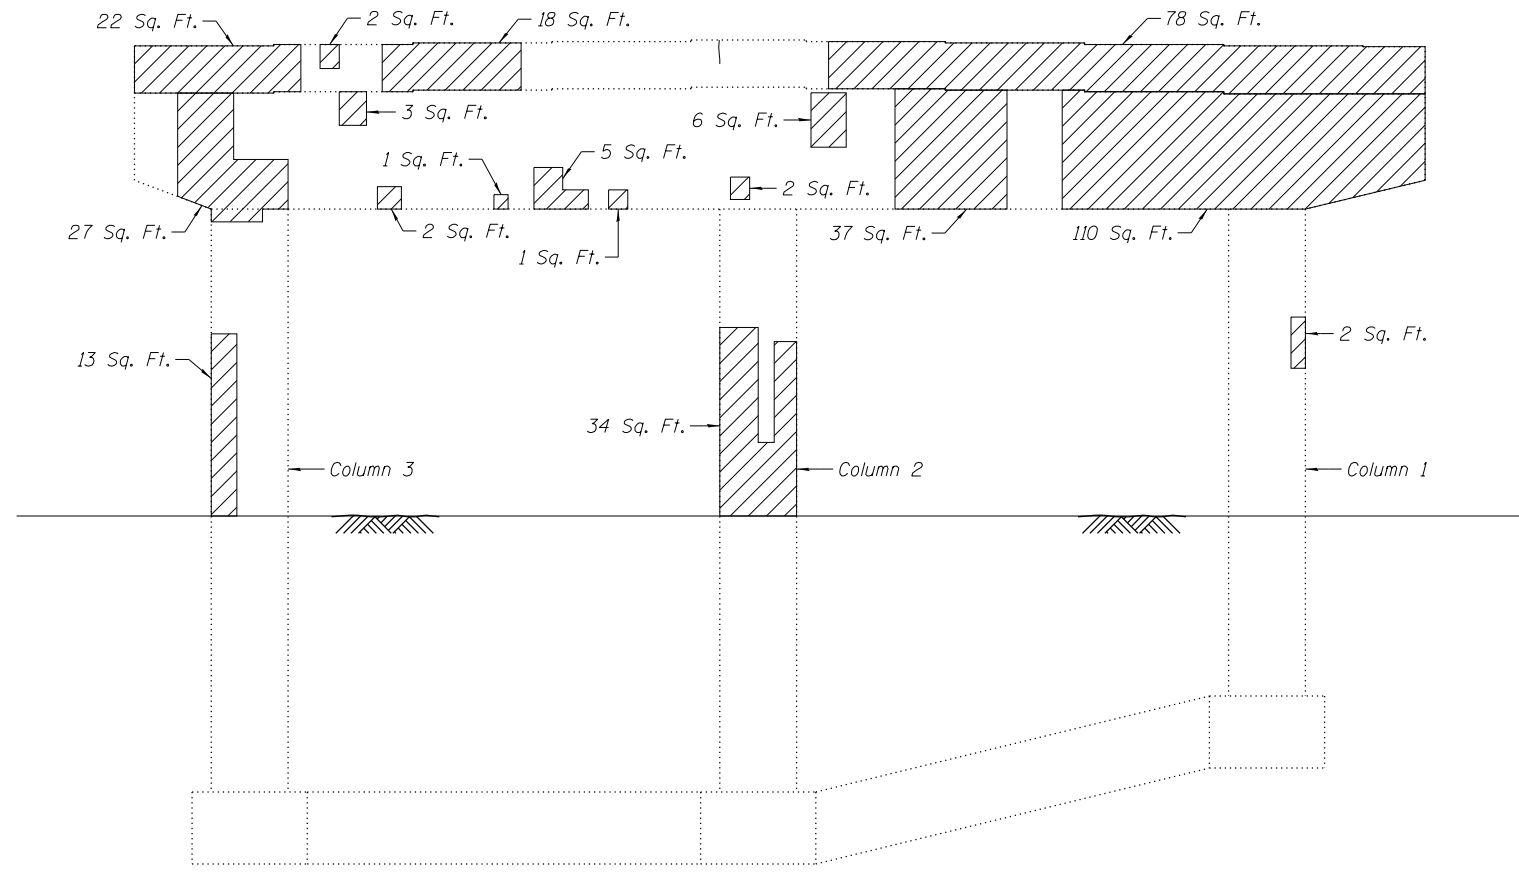 22 Sq. Ft.
2 Sq. Ft.
18 Sq. Ft.
78 Sq. Ft.
3 Sq. Ft.
6 Sq. Ft.
1 Sq. Ft.
5 Sq. Ft.
2 Sq. Ft.
27 Sq. Ft.
2 Sq. Ft.
1 Sq. Ft.
37 Sq. Ft.
110 Sq. Ft.
13 Sq. Ft.
2 Sq. Ft.
34 Sq. Ft.
Column 3
Column 2
Column 1